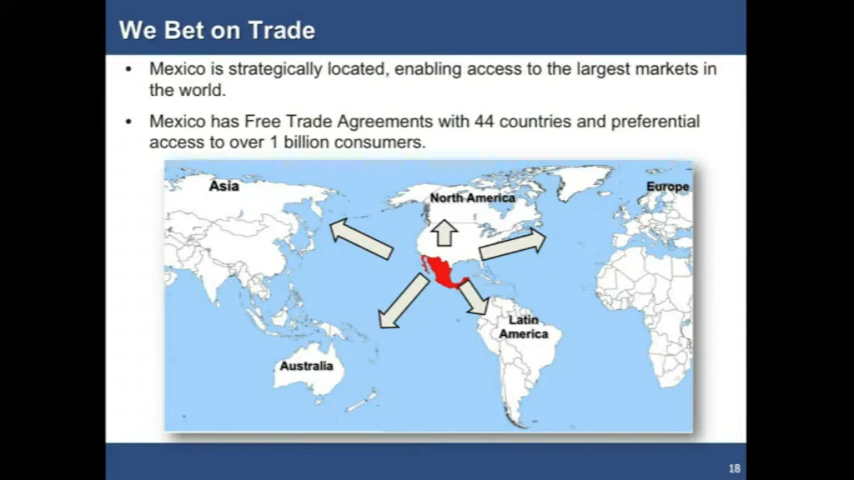 We Bet on Trade
• Mexico is strategically located, enabling access to the largest markets in
the world.
• Mexico has Free Trade Agreements with 44 countries and preferential
access to over 1 billion consumers.
Asia
North America
Europe
Latin
America
Australia
18